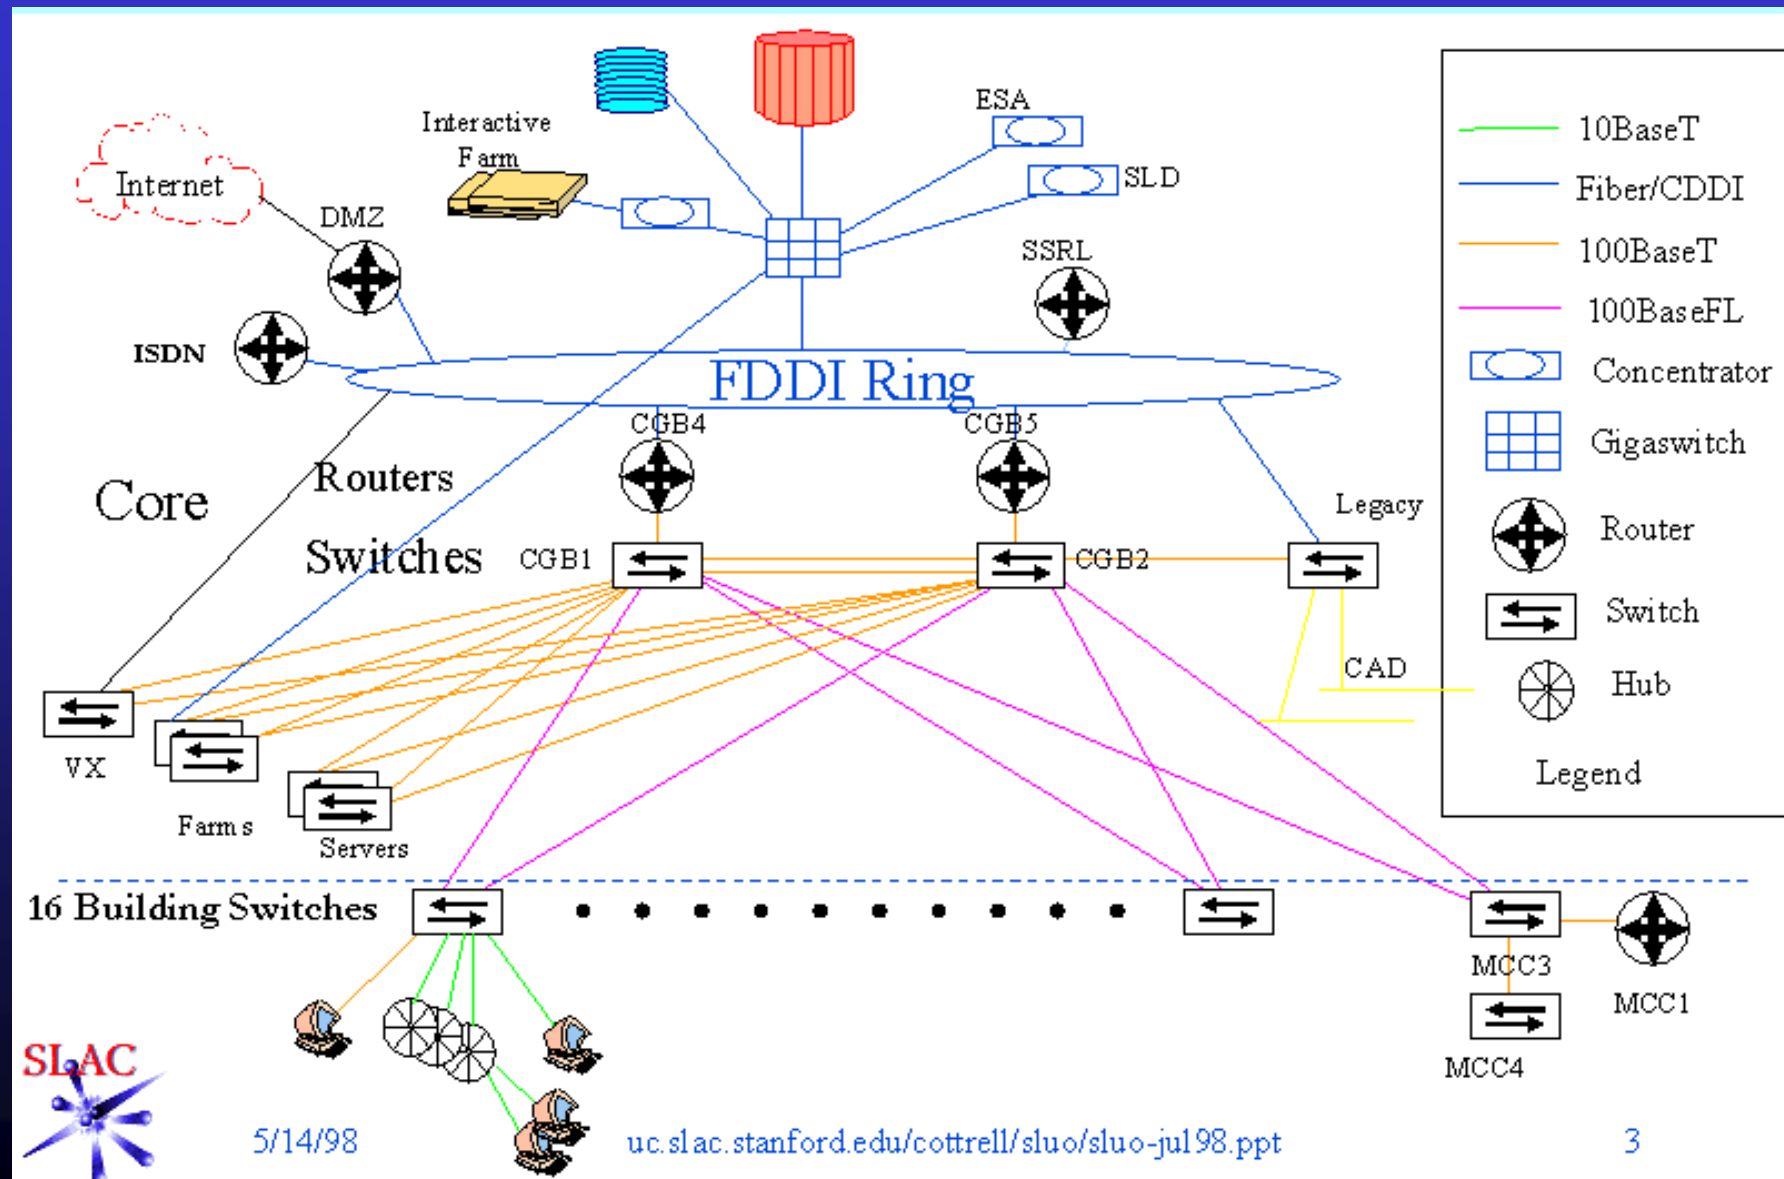 Interactive
Farm
ESA
SLD
Internet
DMZ
SSRL
ISDN
FDDI Ring
CGB4
CGB5
Routers
Core
Legacy
Switches
CGB1
CGB2
CAD
VX
Farms
Servers
16 Building Switches
MCC3
MCC1
MCC4
10BaseT
Fiber/CDDI
100BaseT
100BaseFL
Concentrator
Gigaswitch
Router
Switch
Hub
Legend
SLAC
5/14/98
uc.slac.stanford.edu/cottrell/sluo/sluo-jul98.ppt
3